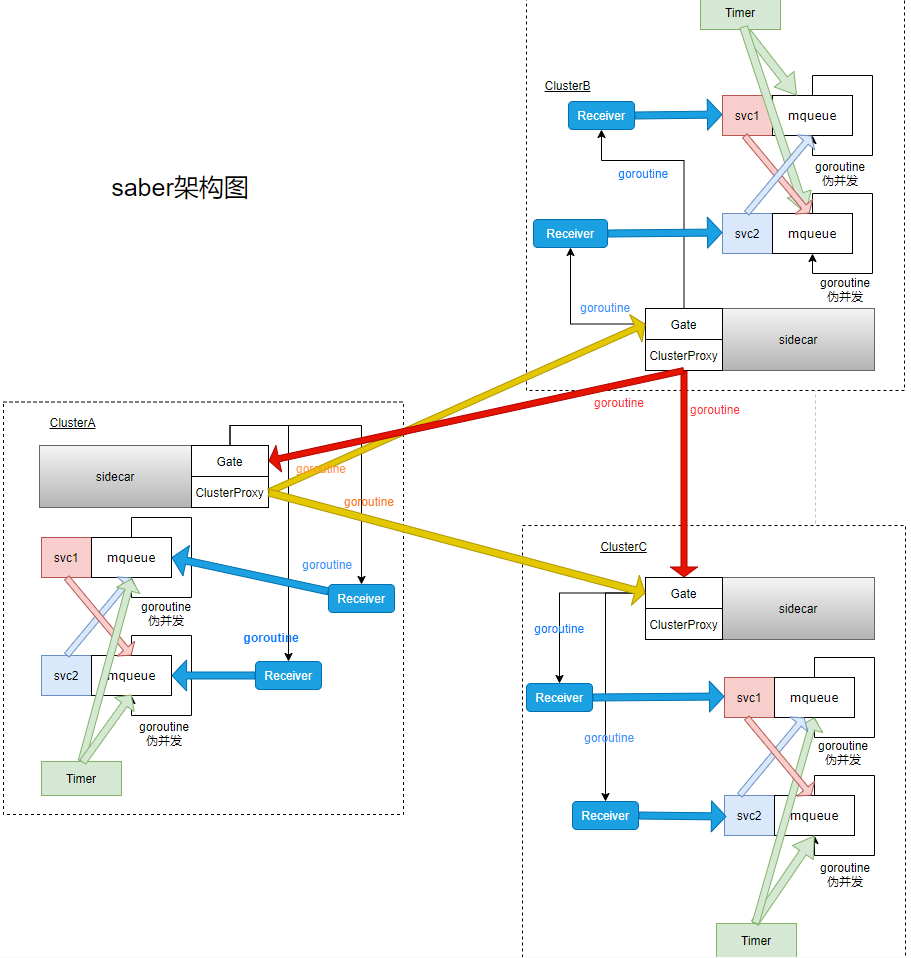 Timer
ClusterB
Receiver
svc1
mqueue
goroutine
伪并发
goroutine
saber架构图
Receiver
svc2
mqueue
goroutine
伪并发
goroutine
Gate
ClusterProxy
sidecar
goroutine
goroutine
ClusterA
sidecar
Gate
ClusterProxy
goroutine
goroutine
svc1
mqueue
goroutine
伪并发
goroutine
Receiver
goroutine
svc2
mqueue
Receiver
goroutine
伪并发
Timer
ClusterC
Gate
ClusterProxy
sidecar
goroutine
Receiver
svc1
mqueue
goroutine
伪并发
goroutine
Receiver
svc2
mqueue
goroutine
伪并发
Timer